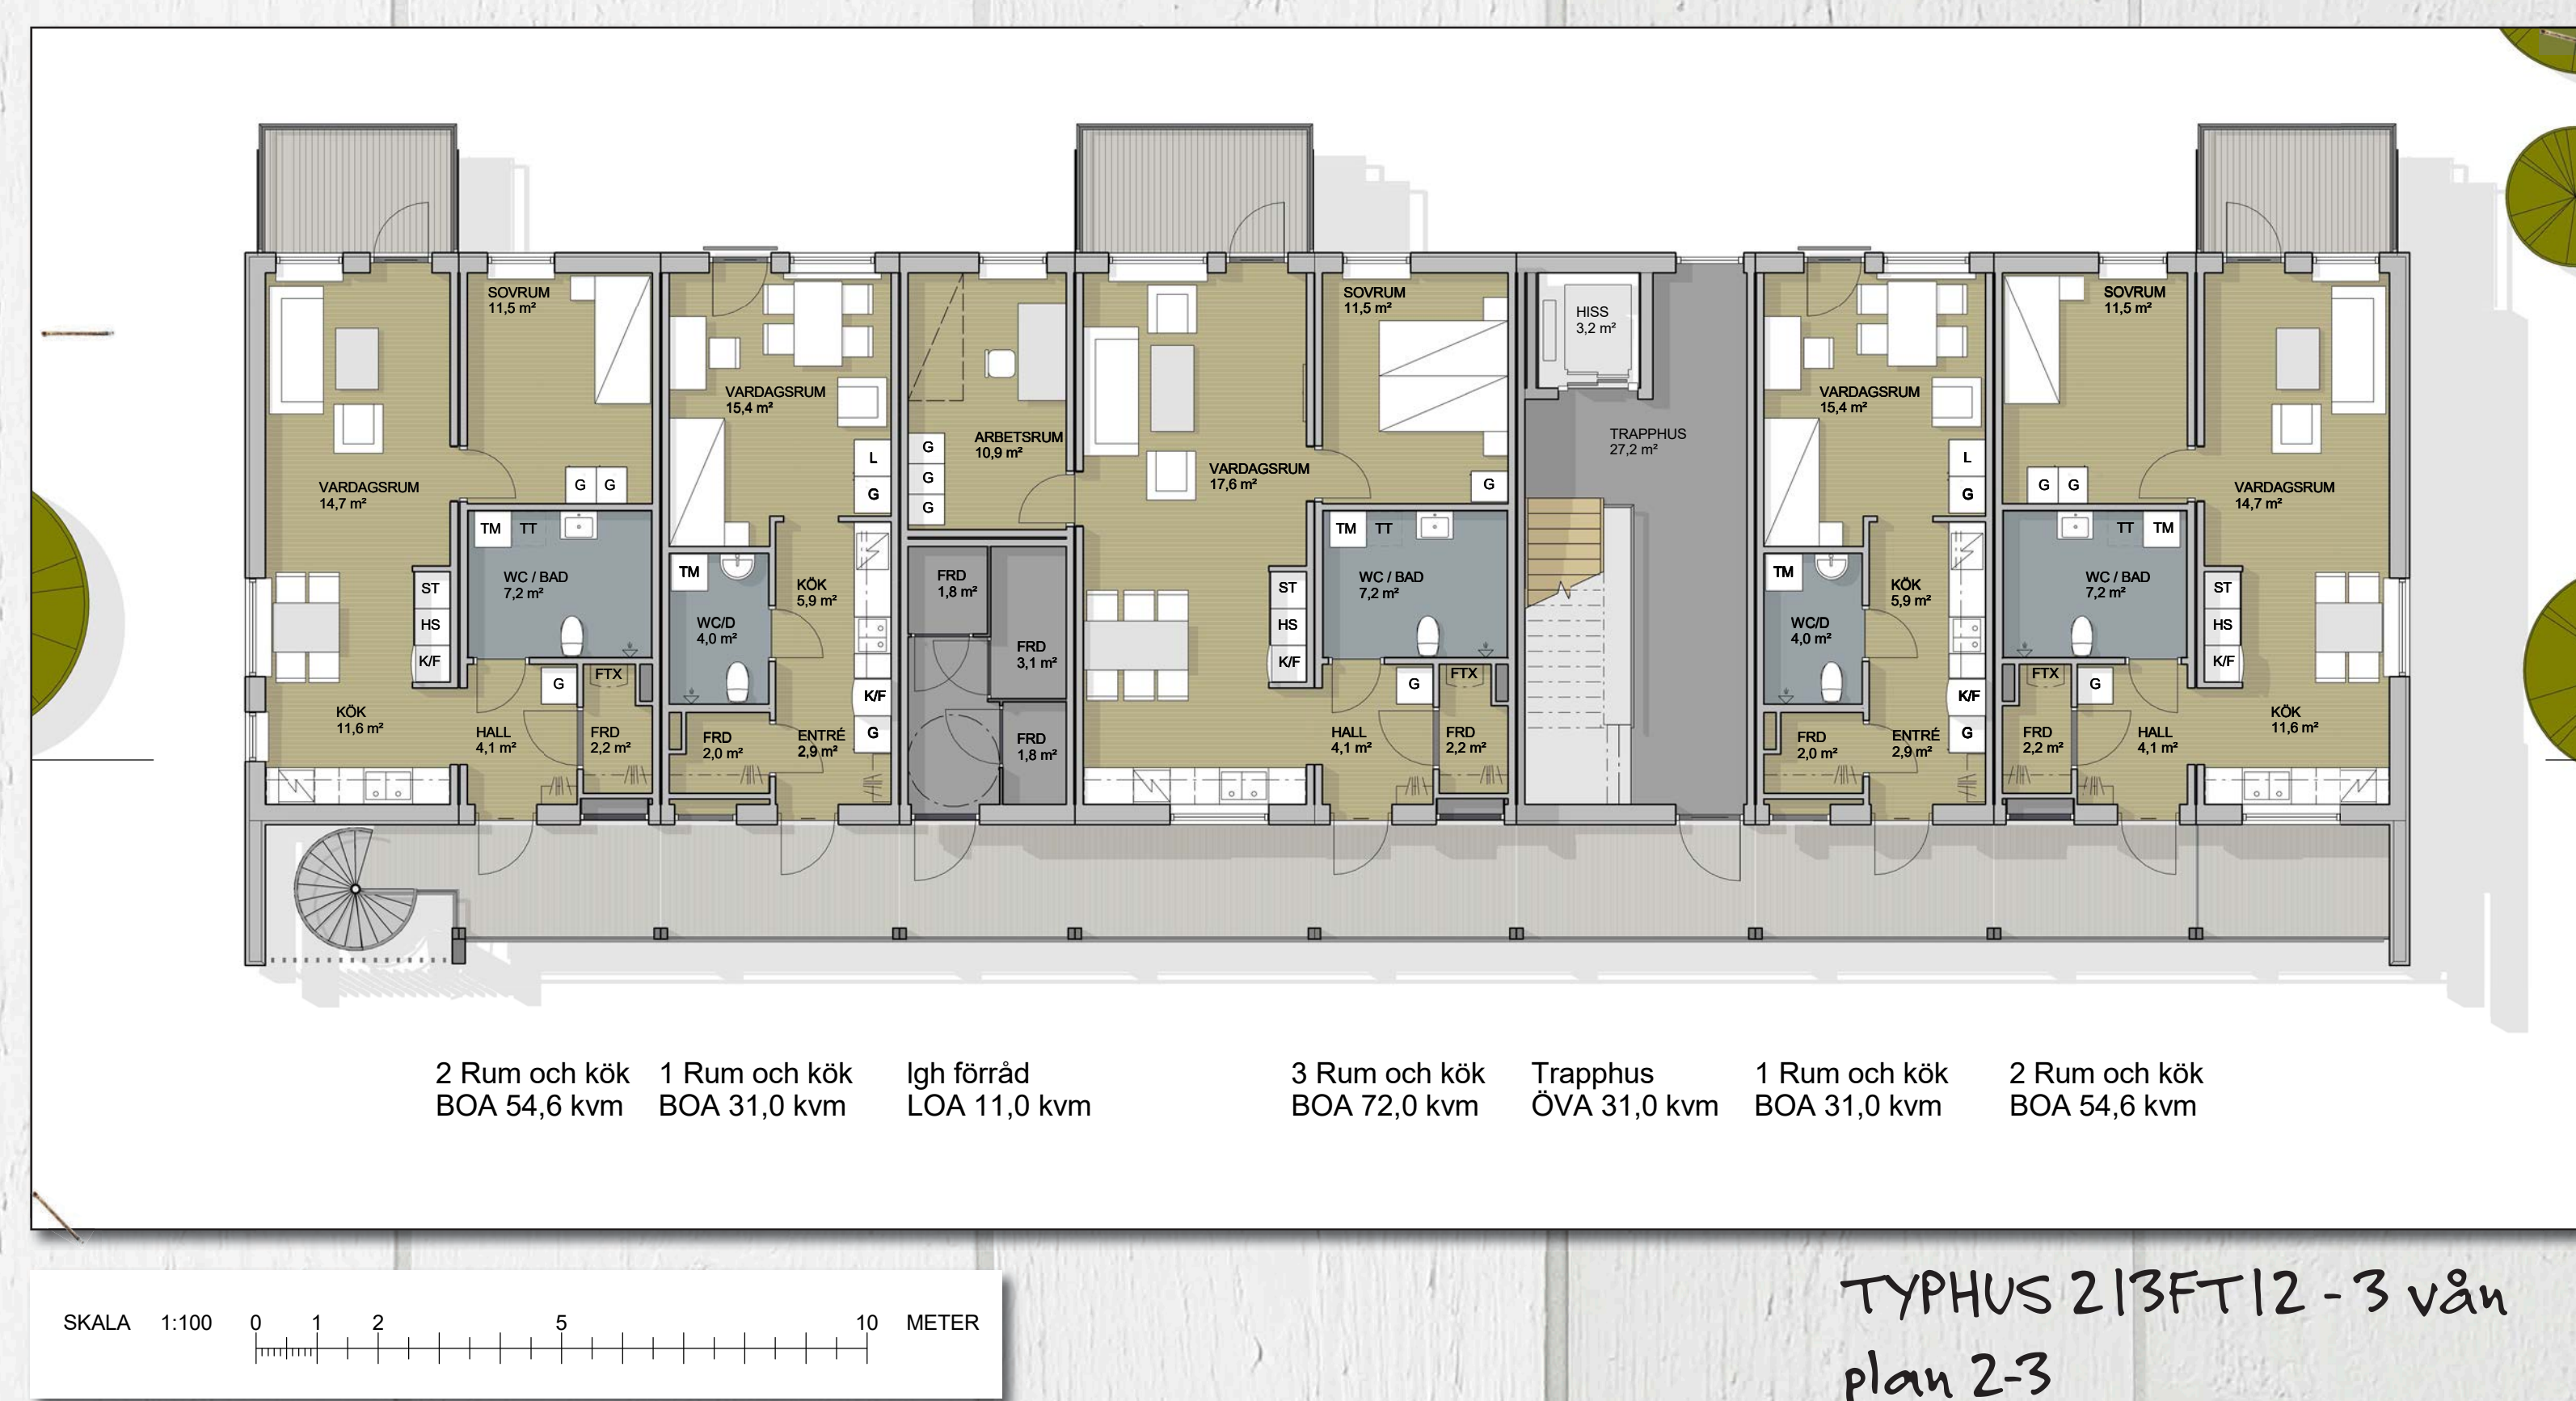 SOVRUM
11,5 m²
VARDAGSRUM
14,7 m²
G G
TM TT
WC / BAD
7,2 m²
ST
HS
K/F
KÖK
11,6 m²
HALL
4,1 m²
G
FTX
FRD
2,2 m²
VARDAGSRUM
15,4 m²
L
G
TM
WC/D
4,0 m²
KÖK
5,9 m²
K/F
G
FRD
2,0 m²
ENTRÉ
2,9 m²
ARBETSRUM
10,9 m²
G
G
G
FRD
1,8 m²
FRD
3,1 m²
FRD
1,8 m²
VARDAGSRUM
17,6 m²
SOVRUM
11,5 m²
G
TM TT
WC / BAD
7,2 m²
ST
HS
K/F
HALL
4,1 m²
G
FTX
FRD
2,2 m²
HISS
3,2 m²
TRAPPHUS
27,2 m²
VARDAGSRUM
15,4 m²
L
G
TM
WC/D
4,0 m²
KÖK
5,9 m²
K/F
G
FRD
2,0 m²
ENTRÉ
2,9 m²
SOVRUM
11,5 m²
G G
TT TM
WC / BAD
7,2 m²
FTX
G
FRD
2,2 m²
HALL
4,1 m²
VARDAGSRUM
14,7 m²
ST
HS
K/F
KÖK
11,6 m²
2 Rum och kök
BOA 54,6 kvm
1 Rum och kök
BOA 31,0 kvm
lgh förråd
LOA 11,0 kvm
3 Rum och kök
BOA 72,0 kvm
Trapphus
ÖVA 31,0 kvm
1 Rum och kök
BOA 31,0 kvm
2 Rum och kök
BOA 54,6 kvm
SKALA 1:100 0 1 2 5 10 METER
TYPHUS 213FT12 - 3 vån
plan 2-3